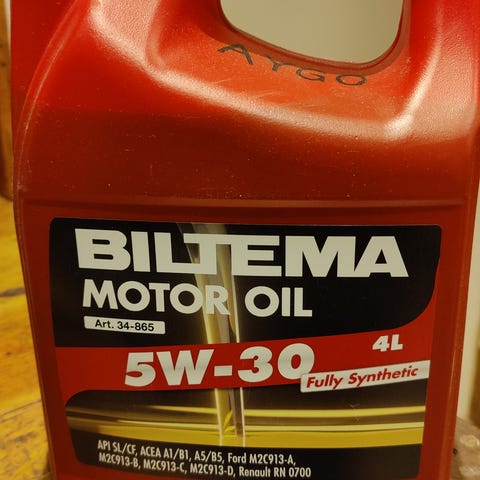 AYGO
BILTEMA
MOTOR OIL
Art. 34-865
5W-30
4L
Fully Synthetic
API SL/CF, ACEA A1/B1, A5/B5, Ford M2C913-A,
M2C913-B, M2C913-C, M2C913-D, Renault RN 0700